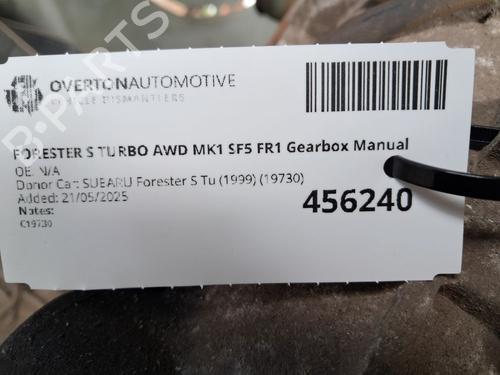 OVERTONAUTOMOTIVE
VEHICLE DISMANTLERS
FORESTER S TURBO AWD MK1 SF5 FR1 Gearbox Manual
OE: N/A
Donor Car: SUBARU Forester S Tu (1999) (19730)
Added: 21/05/2025
Notes:
C19730
456240
B-PARTS